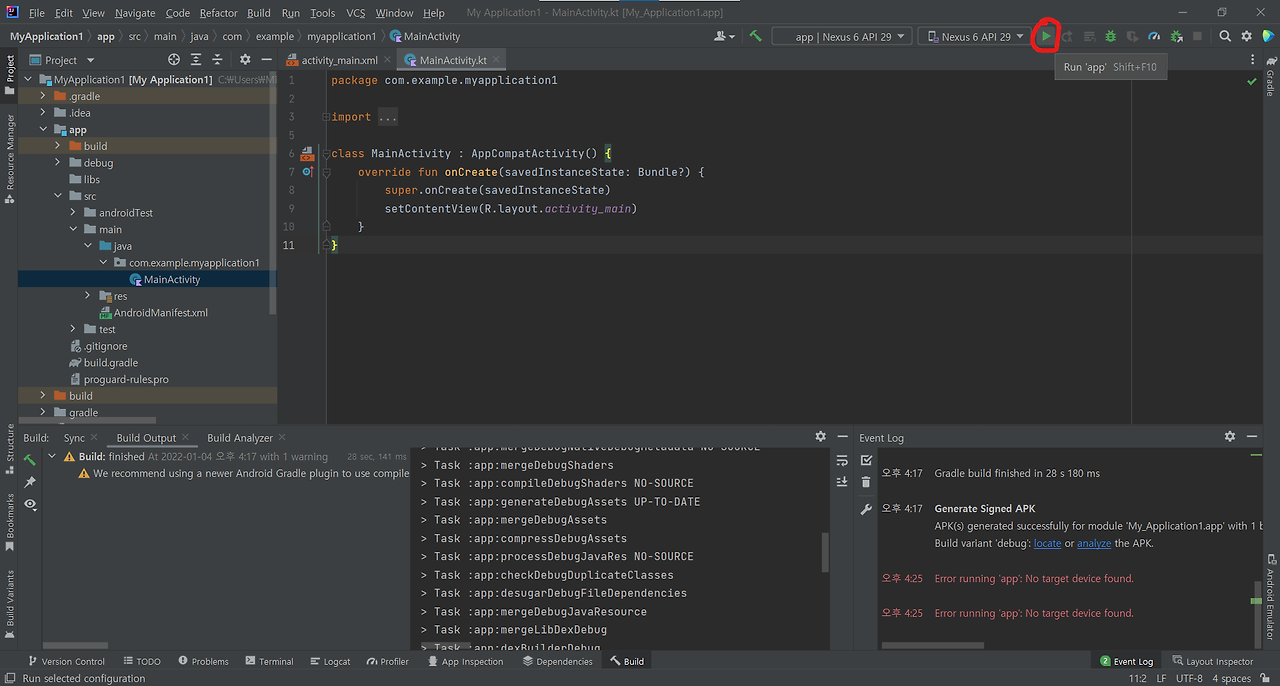 File Edit View Navigate Code Refactor Build Run Tools VCS Window Help My Application1 - MainActivity.kt [My_Application1.app]
MyApplication1 app src main java com example myapplication1 MainActivity app | Nexus 6 API 29 Nexus 6 API 29
Run 'app' Shift+F10
Project
activity_main.xml MainActivity.kt
Project
Resource Manager
Structure
Bookmarks
Build Variants
MyApplication1 [My Application1]
.gradle
.idea
app
build
debug
libs
src
androidTest
main
java
com.example.myapplication1
MainActivity
res
AndroidManifest.xml
test
.gitignore
build.gradle
proguard-rules.pro
build
gradle
1 package com.example.myapplication1
2
3 import ...
5
6 class MainActivity : AppCompatActivity() {
7 override fun onCreate(savedInstanceState: Bundle?) {
8 super.onCreate(savedInstanceState)
9 setContentView(R.layout.activity_main)
10 }
11 }
Gradle
Android Emulator
Build: Sync Build Output Build Analyzer
Build: finished At 2022-01-04 오후 4:17 with 1 warning 28 sec, 141 ms
We recommend using a newer Android Gradle plugin to use compile
> Task :app:mergeDebugShaders
> Task :app:compileDebugShaders NO-SOURCE
> Task :app:generateDebugAssets UP-TO-DATE
> Task :app:mergeDebugAssets
> Task :app:compressDebugAssets
> Task :app:processDebugJavaRes NO-SOURCE
> Task :app:checkDebugDuplicateClasses
> Task :app:desugarDebugFileDependencies
> Task :app:mergeDebugJavaResource
> Task :app:mergeLibDexDebug
> Task :app:dexBuilderDebug
Event Log
오후 4:17 Gradle build finished in 28 s 180 ms
오후 4:17 Generate Signed APK
APK(s) generated successfully for module 'My_Application1.app' with 1 b
Build variant 'debug': locate or analyze the APK.
오후 4:25 Error running 'app': No target device found.
오후 4:25 Error running 'app': No target device found.
Version Control TODO Problems Terminal Logcat Profiler App Inspection Dependencies Build 2 Event Log Layout Inspector
Run selected configuration 11:2 LF UTF-8 4 spaces